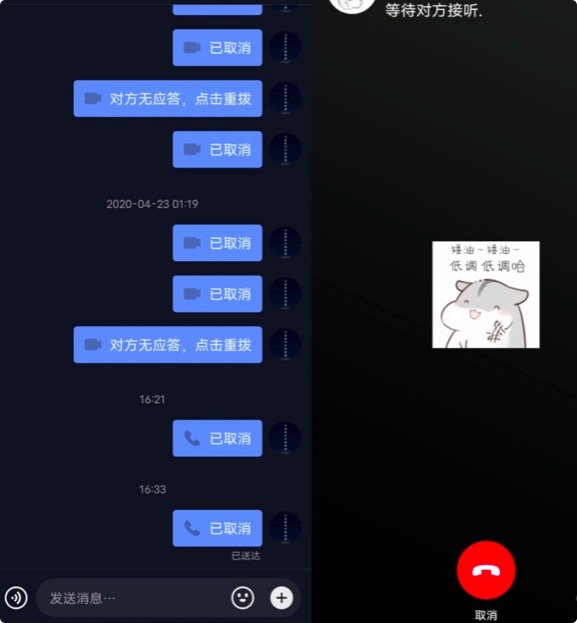 已取消
对方无应答，点击重拨
已取消
2020-04-23 01:19
已取消
已取消
对方无应答，点击重拨
16:21
已取消
16:33
已取消
已送达
发送消息…
等待对方接听.
矮油~矮油~
低调低调哈
取消